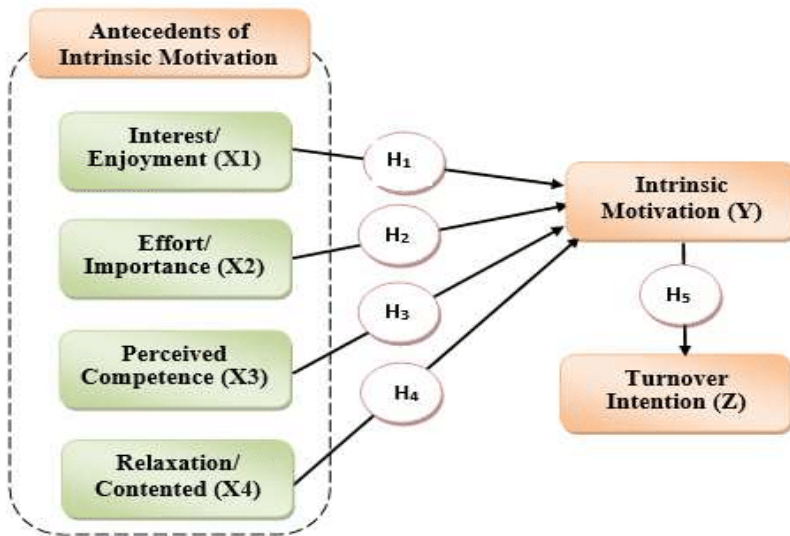 Antecedents of
Intrinsic Motivation
Interest/
Enjoyment (X1)
H₁
Effort/
Importance (X2)
H₂
Perceived
Competence (X3)
H₃
Relaxation/
Contented (X4)
H₄
Intrinsic
Motivation (Y)
H₅
Turnover
Intention (Z)